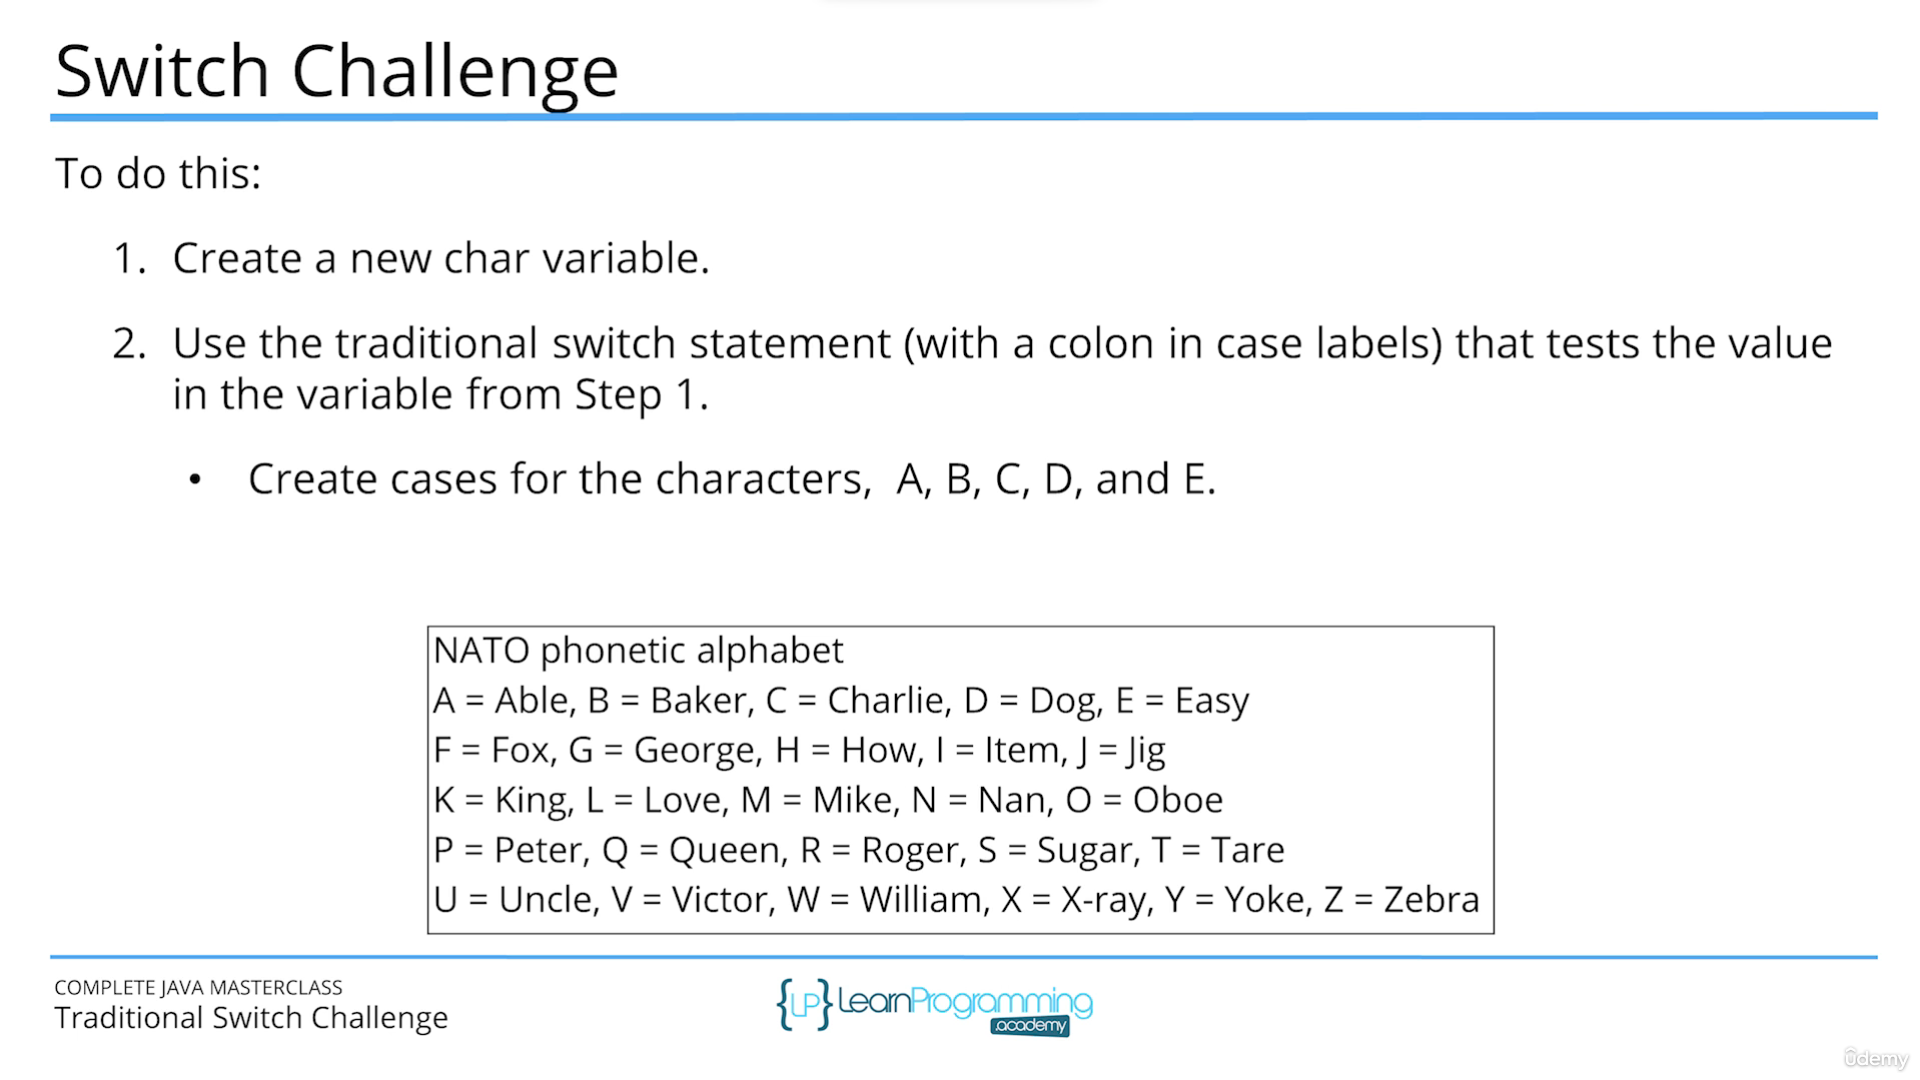 Switch Challenge
To do this:
1. Create a new char variable.
2. Use the traditional switch statement (with a colon in case labels) that tests the value
in the variable from Step 1.
• Create cases for the characters,  A, B, C, D, and E.
NATO phonetic alphabet
A = Able, B = Baker, C = Charlie, D = Dog, E = Easy
F = Fox, G = George, H = How, I = Item, J = Jig
K = King, L = Love, M = Mike, N = Nan, O = Oboe
P = Peter, Q = Queen, R = Roger, S = Sugar, T = Tare
U = Uncle, V = Victor, W = William, X = X-ray, Y = Yoke, Z = Zebra
COMPLETE JAVA MASTERCLASS
Traditional Switch Challenge
{LP} LearnProgramming
.academy
ûdemy